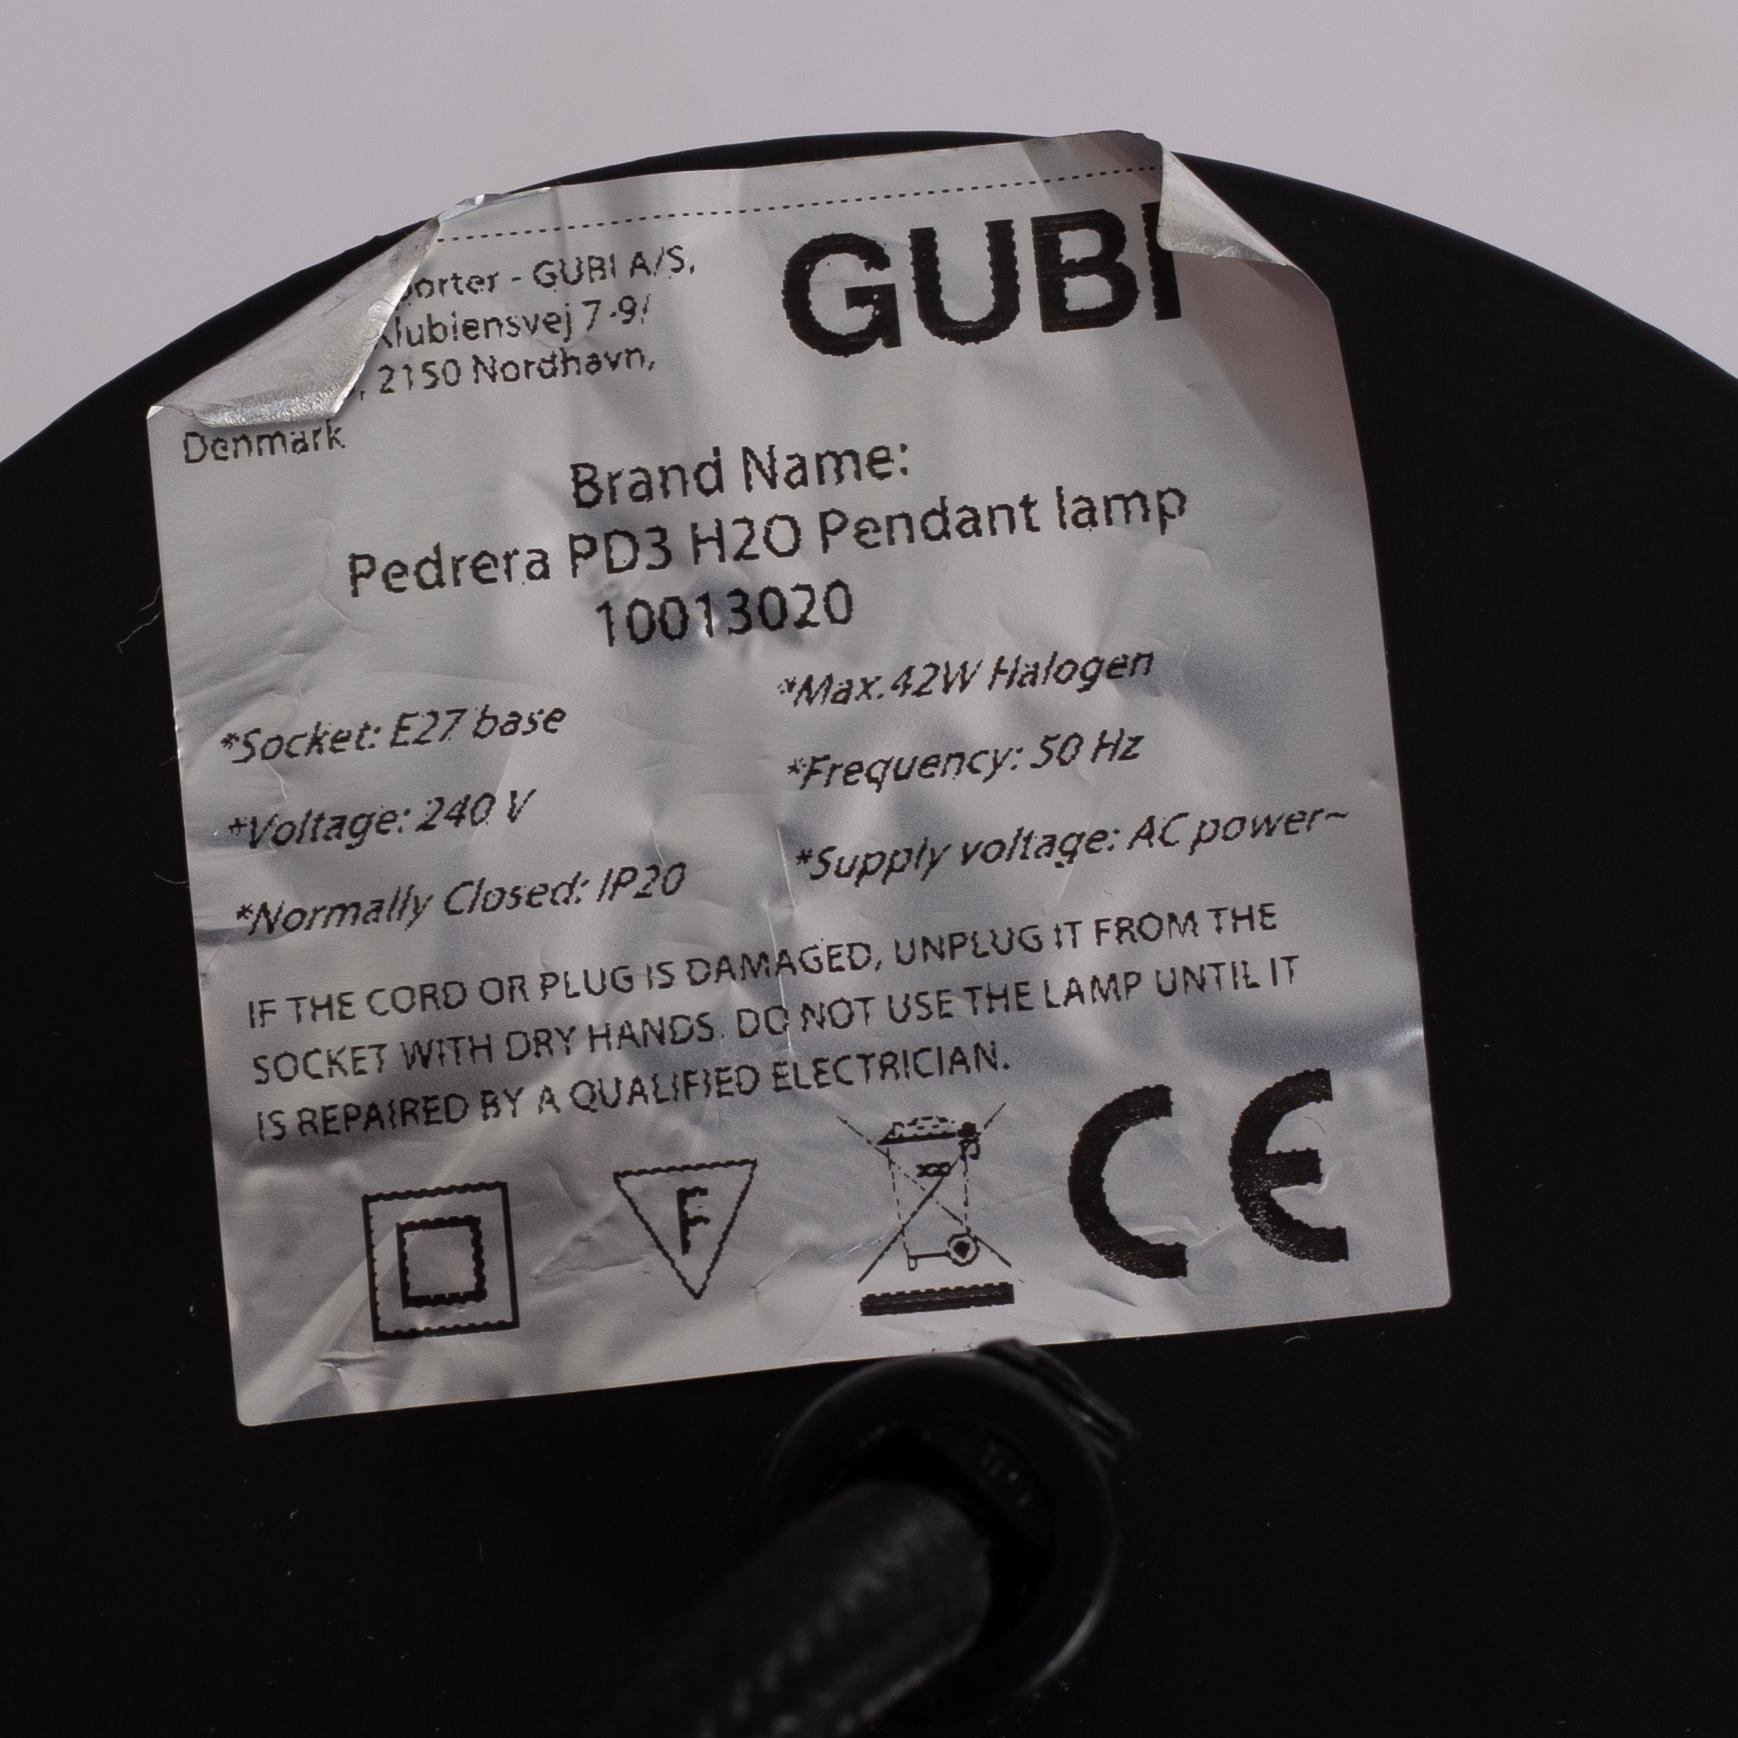 GUBI
- GUBI A/S,
7-9/
2150 Nordhavn,
Denmark
Brand Name:
Pedrera PD3 H2O Pendant lamp
10013020
*Max.42W Halogen
*Socket: E27 base
*Frequency: 50 Hz
*Voltage: 240 V
*Supply voltage: AC power~
*Normally Closed: IP20
IF THE CORD OR PLUG IS DAMAGED, UNPLUG IT FROM THE
SOCKET WITH DRY HANDS. DO NOT USE THE LAMP UNTIL IT
IS REPAIRED BY A QUALIFIED ELECTRICIAN.
F
CE